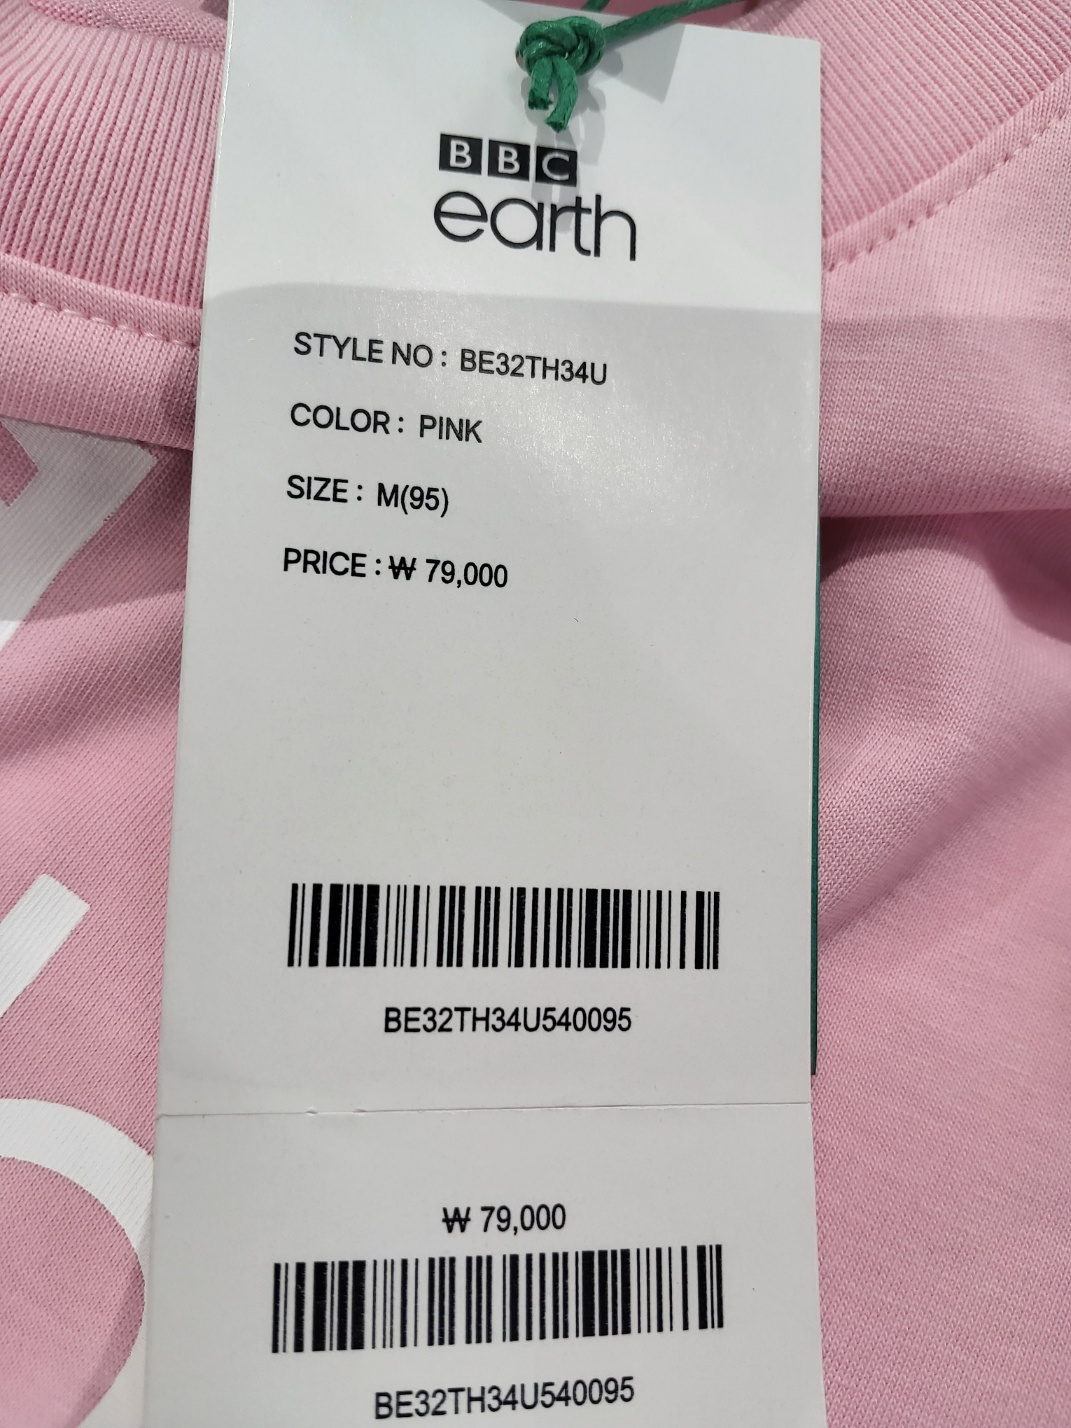 BBC
earth
STYLE NO : BE32TH34U
COLOR : PINK
SIZE : M(95)
PRICE : ₩ 79,000
BE32TH34U540095
₩ 79,000
BE32TH34U540095